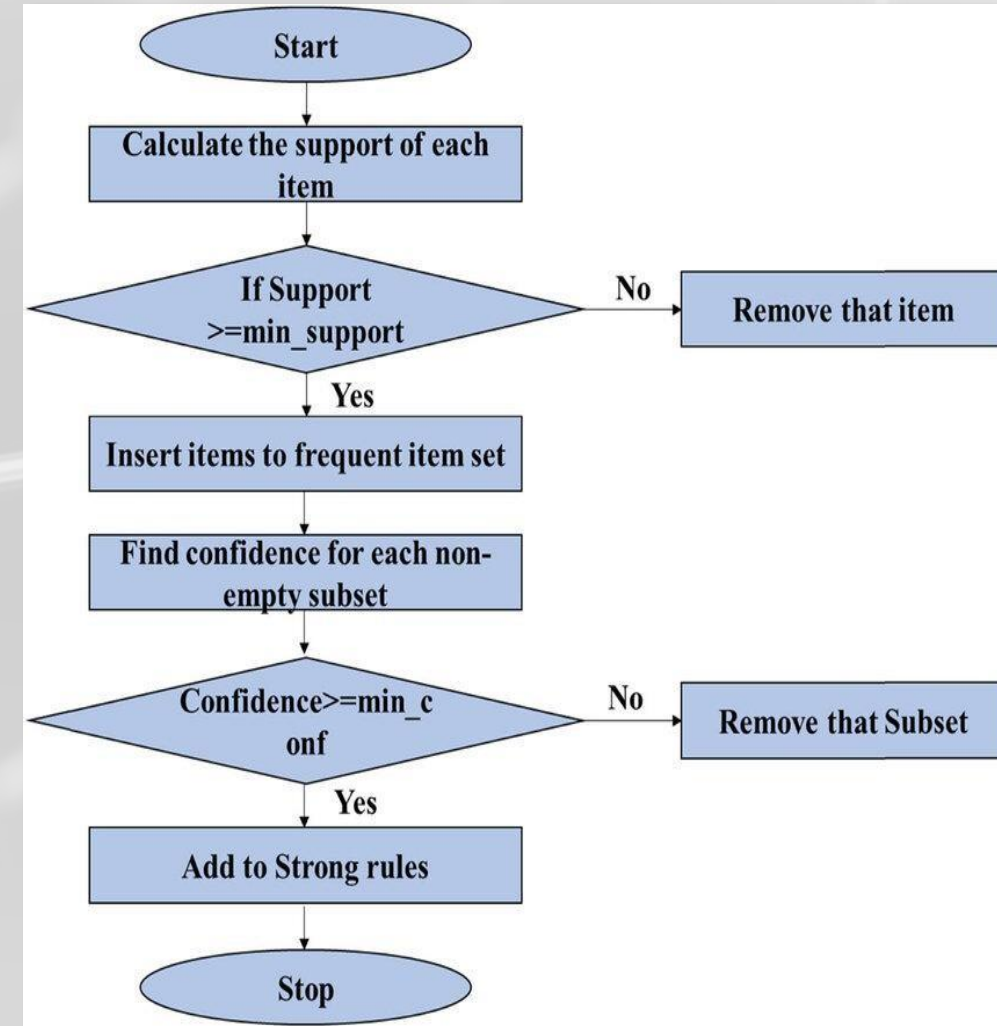 Start
Calculate the support of each
item
If Support
>=min_support
No
Remove that item
Yes
Insert items to frequent item set
Find confidence for each non-
empty subset
Confidence>=min_c
onf
No
Remove that Subset
Yes
Add to Strong rules
Stop